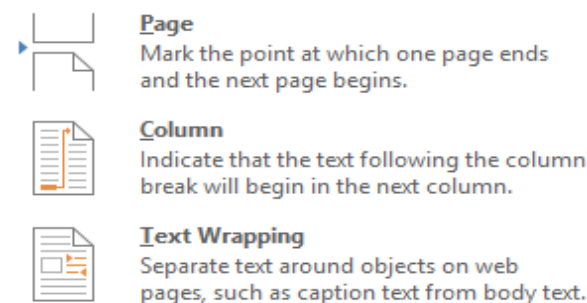 Page
Mark the point at which one page ends
and the next page begins.
Column
Indicate that the text following the column
break will begin in the next column.
Text Wrapping
Separate text around objects on web
pages, such as caption text from body text.